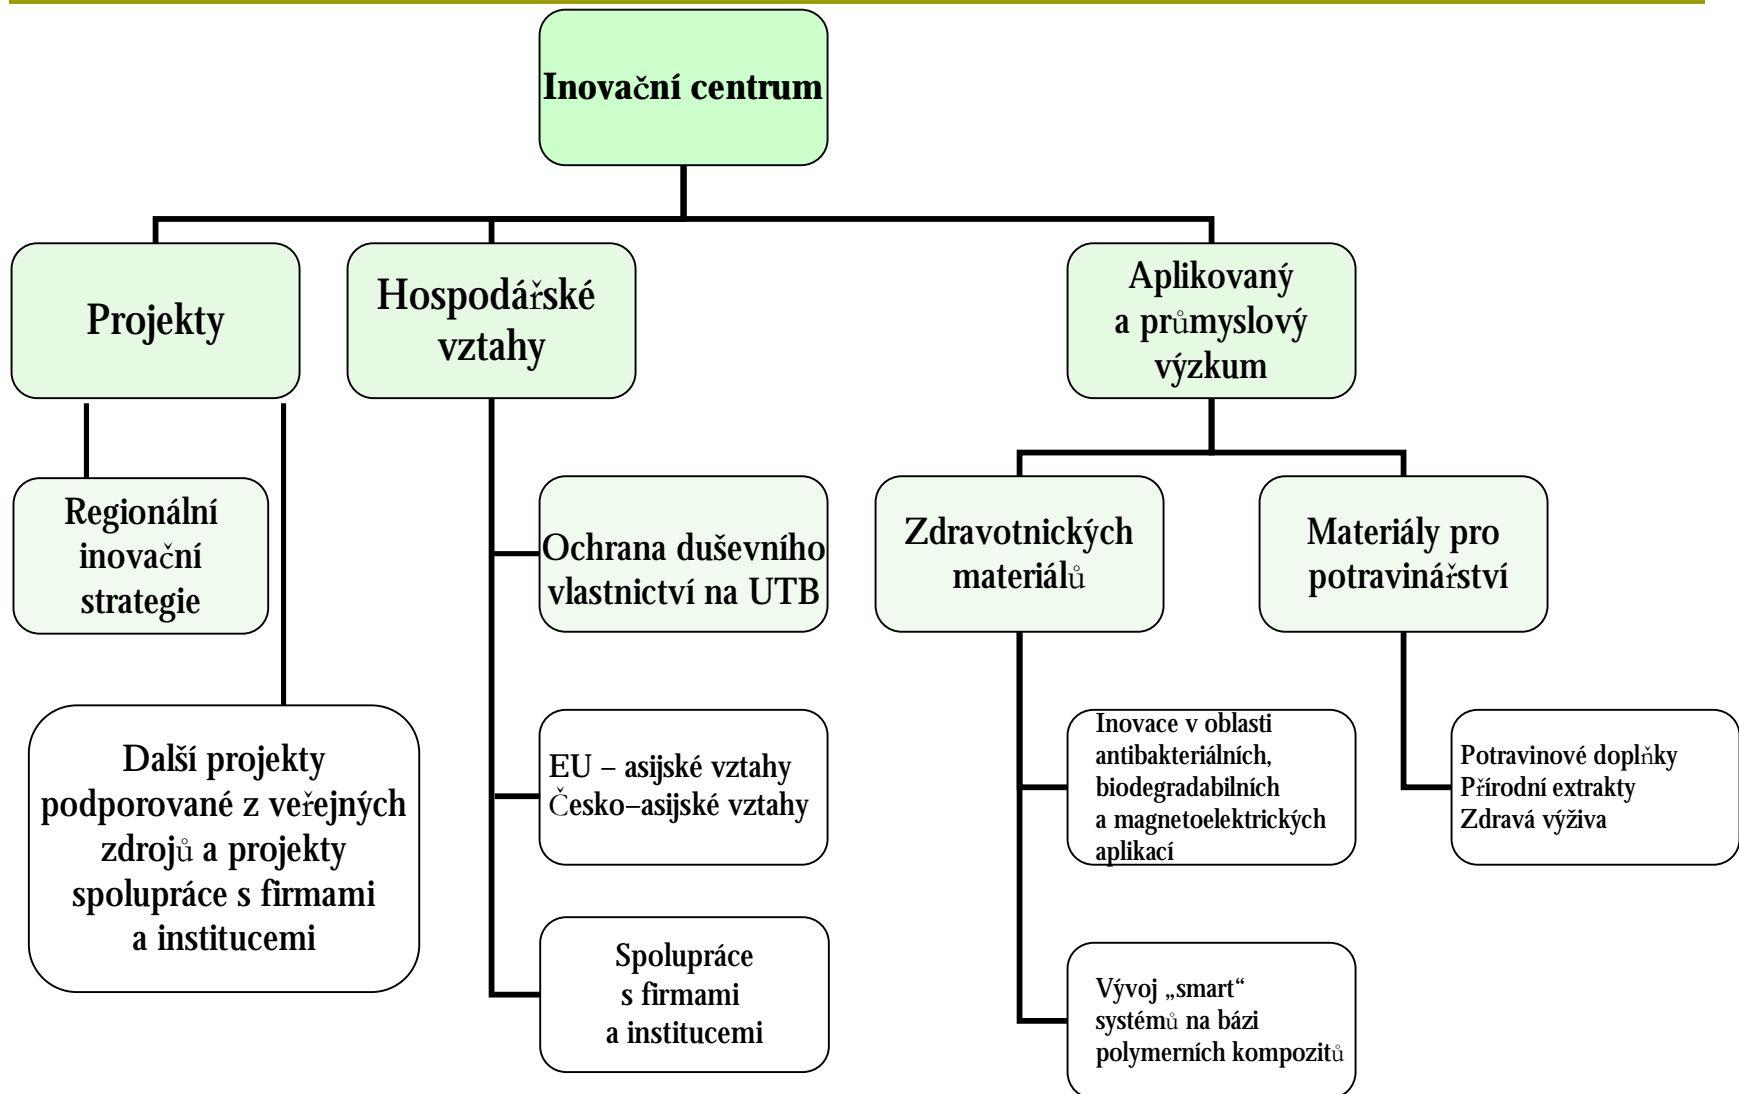 Inovační centrum
Projekty
Hospodářské
vztahy
Aplikovaný
a průmyslový
výzkum
Regionální
inovační
strategie
Ochrana duševního
vlastnictví na UTB
Zdravotnických
materiálů
Materiály pro
potravinářství
Další projekty
podporované z veřejných
zdrojů a projekty
spolupráce s firmami
a institucemi
EU – asijské vztahy
Česko–asijské vztahy
Inovace v oblasti
antibakteriálních,
biodegradabilních
a magnetoelektrických
aplikací
Potravinové doplňky
Přírodní extrakty
Zdravá výživa
Spolupráce
s firmami
a institucemi
Vývoj „smart“
systémů na bázi
polymerních kompozitů